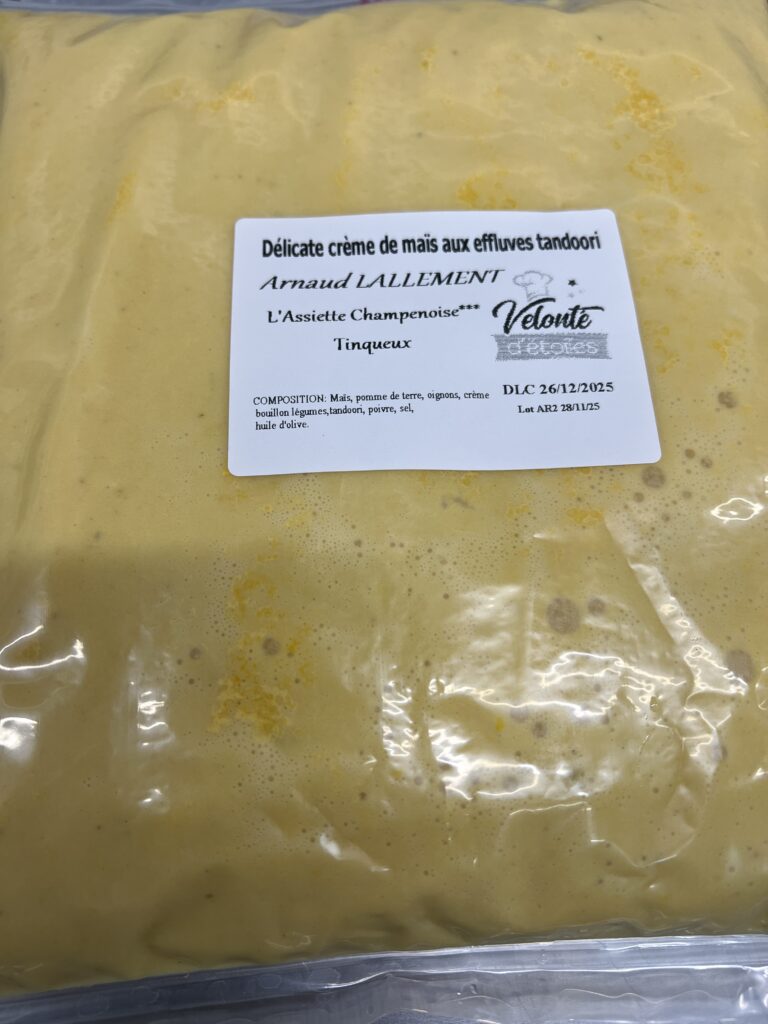 Délicate crème de maïs aux effluves tandoori
Arnaud LALLEMENT
L'Assiette Champenoise***
Tinqueux
Velouté
d'étoiles
COMPOSITION: Maïs, pomme de terre, oignons, crème
bouillon légumes,tandoori, poivre, sel,
huile d'olive.
DLC 26/12/2025
Lot AR2 28/11/25